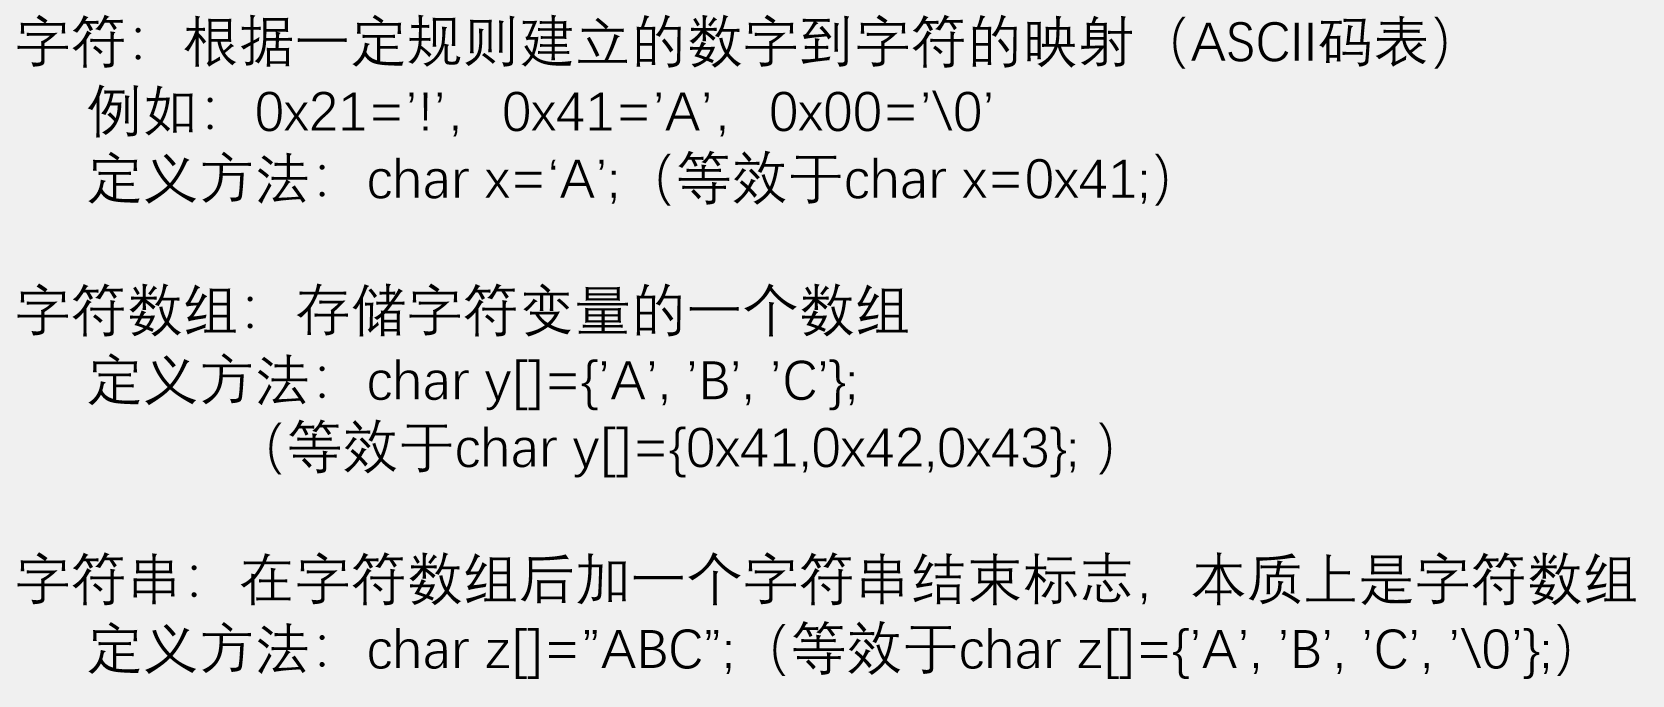 字符：根据一定规则建立的数字到字符的映射（ASCII码表）
例如：0x21=’!’，0x41=’A’，0x00=’\0’
定义方法：char x=‘A’;（等效于char x=0x41;）
字符数组：存储字符变量的一个数组
定义方法：char y[]={’A’, ’B’, ’C’};
（等效于char y[]={0x41,0x42,0x43}; ）
字符串：在字符数组后加一个字符串结束标志，本质上是字符数组
定义方法：char z[]=”ABC”;（等效于char z[]={’A’, ’B’, ’C’, ’\0’};）